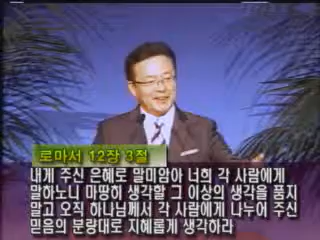 로마서 12장 3절
내게 주신 은혜로 말미암아 너희 각 사람에게
말하노니 마땅히 생각할 그 이상의 생각을 품지
말고 오직 하나님께서 각 사람에게 나누어 주신
믿음의 분량대로 지혜롭게 생각하라